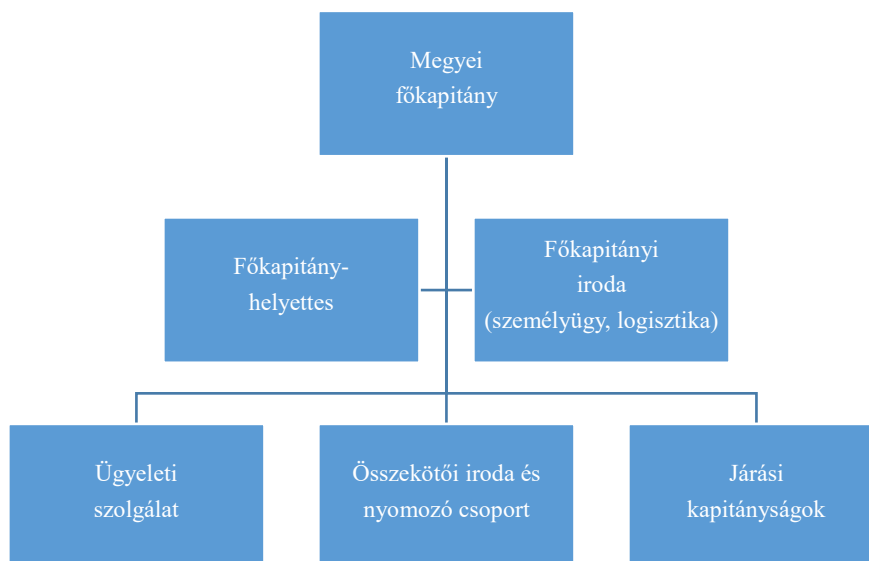 Megyei
főkapitány
Főkapitány-
helyettes
Főkapitányi
iroda
(személyügy, logisztika)
Ügyeleti
szolgálat
Összekötői iroda és
nyomozó csoport
Járási
kapitányságok